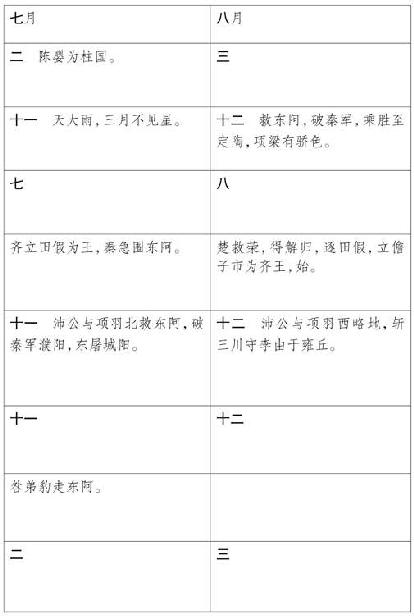 七月 八月
二 陈婴为柱国。 三
十一 天大雨，三月不见星。 十二 救东阿，破秦军，乘胜至
定陶，项梁有骄色。
七 八
齐立田假为王，秦急围东阿。 楚救荣，得解归，逐田假，立儋
子市为齐王，始。
十一 沛公与项羽北救东阿，破 十二 沛公与项羽西略地，斩
秦军濮阳，东屠城阳。 三川守李由于雍丘。
十一 十二
咎弟豹走东阿。
二 三